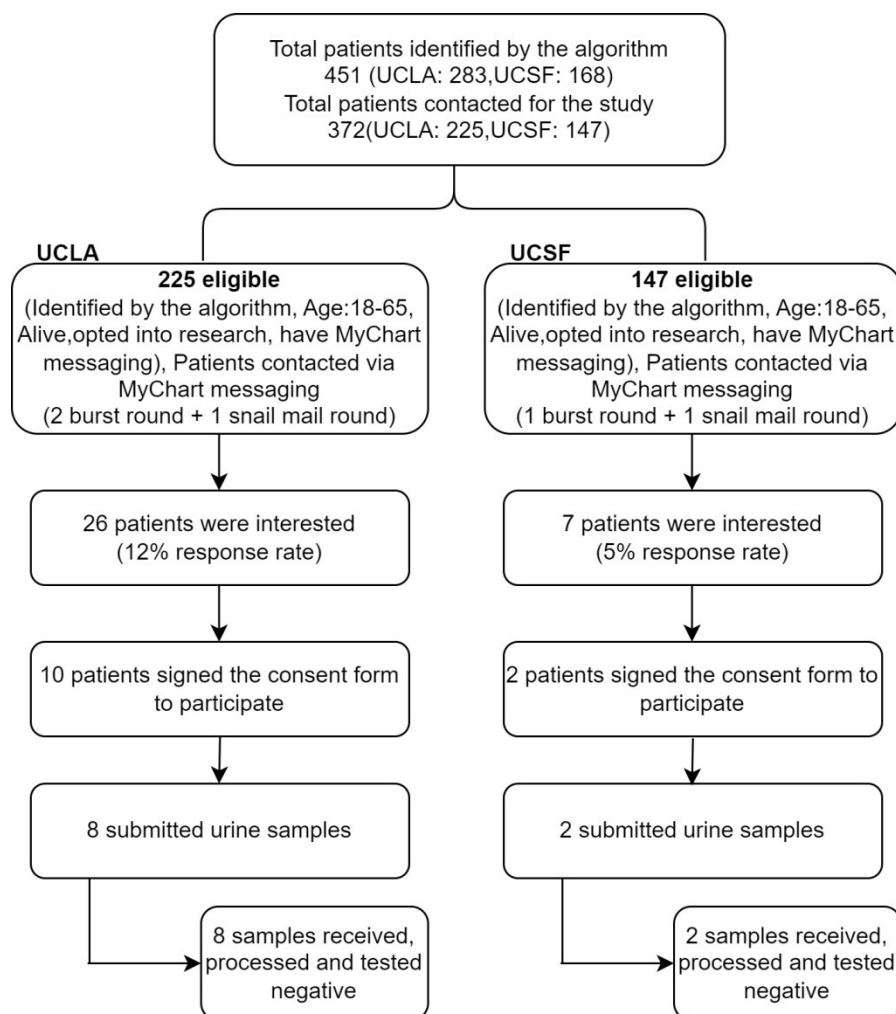 Total patients identified by the algorithm
451 (UCLA: 283,UCSF: 168)
Total patients contacted for the study
372(UCLA: 225,UCSF: 147)
UCLA
225 eligible
(Identified by the algorithm, Age:18-65,
Alive,opted into research, have MyChart
messaging), Patients contacted via
MyChart messaging
(2 burst round + 1 snail mail round)
26 patients were interested
(12% response rate)
10 patients signed the consent form
to participate
8 submitted urine samples
8 samples received,
processed and tested
negative
UCSF
147 eligible
(Identified by the algorithm, Age:18-65,
Alive,opted into research, have MyChart
messaging), Patients contacted via
MyChart messaging
(1 burst round + 1 snail mail round)
7 patients were interested
(5% response rate)
2 patients signed the consent form to
participate
2 submitted urine samples
2 samples received,
processed and tested
negative